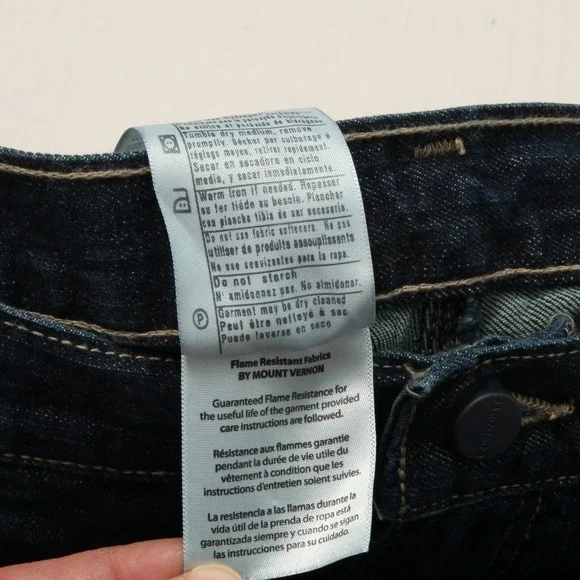 Tumble dry medium, remove
promptly. Sécher par culbutage à
réglage moyen, retirer rapidement.
Secar en secadora en ciclo
medio, y sacar inmediatamente.
Warm iron if needed. Repasser
au fer tiède au besoin. Planchar
con plancha tibia de ser necesario.
Do not use fabric softeners. Ne pas
utiliser de produits assouplissants
No use suavizantes para la ropa.
Do not starch
N' amidonnez pas. No almidonar.
Garment may be dry cleaned
Peut être nettoyé à sec
Puede leverse en seco
P
Flame Resistant Fabrics
BY MOUNT VERNON
Guaranteed Flame Resistance for
the useful life of the garment provided
care instructions are followed.
Résistance aux flammes garantie
pendant la durée de vie utile du
vêtement à condition que les
instructions d'entretien soient suivies.
La resistencia a las llamas durante la
vida útil de la prenda de ropa está
garantizada siempre y cuando se sigan
las instrucciones para su cuidado.